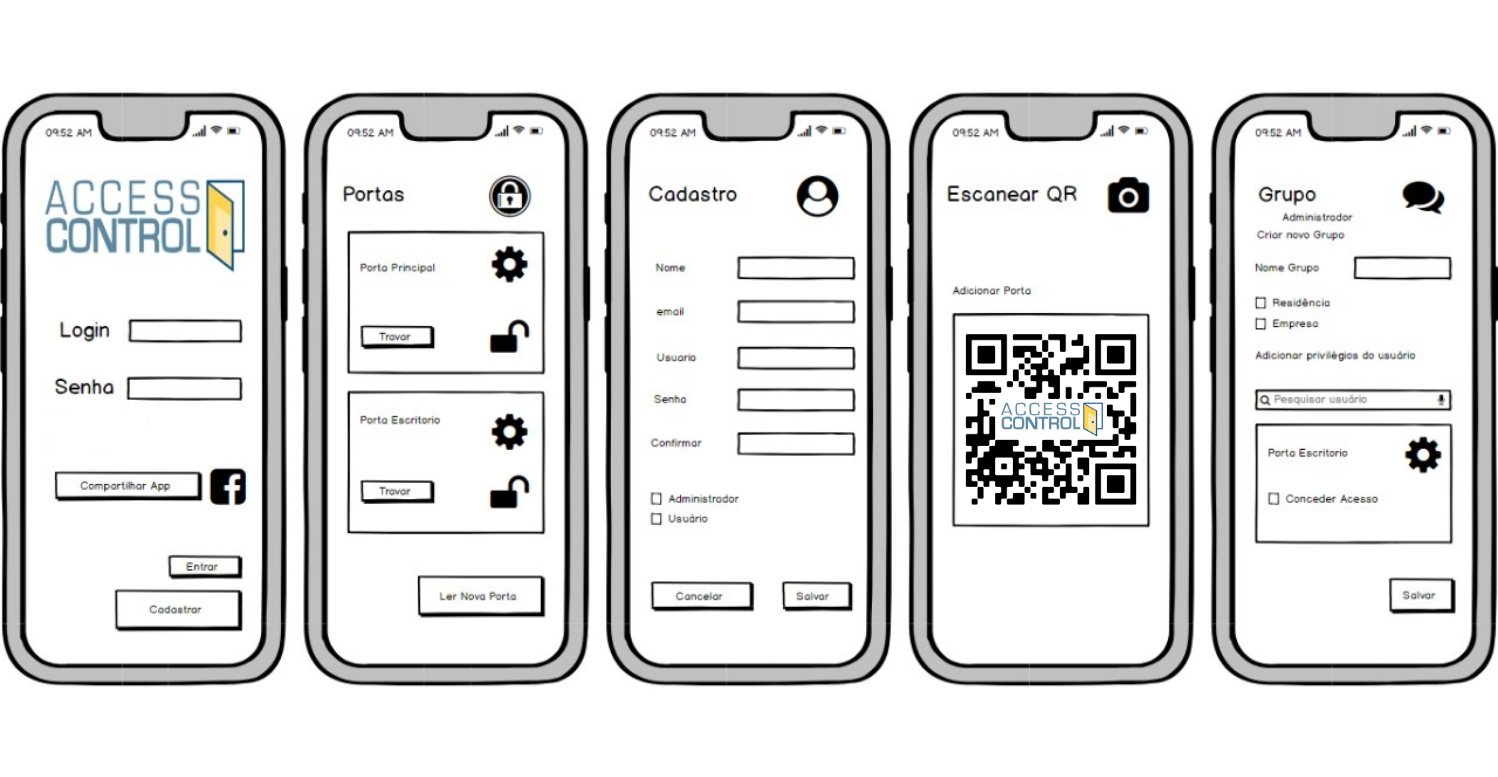 09:52 AM
ACCESS
CONTROL
Login
Senha
Compartilhar App
Entrar
Cadastrar
09:52 AM
Portas
Porta Principal
Travar
Porta Escritorio
Travar
Ler Nova Porta
09:52 AM
Cadastro
Nome
email
Usuario
Senha
Confirmar
Administrador
Usuário
Cancelar
Salvar
09:52 AM
Escanear QR
Adicionar Porta
ACCESS
CONTROL
09:52 AM
Grupo
Administrador
Criar novo Grupo
Nome Grupo
Residência
Empresa
Adicionar privilégios do usuário
Pesquisar usuário
Porta Escritorio
Conceder Acesso
Salvar